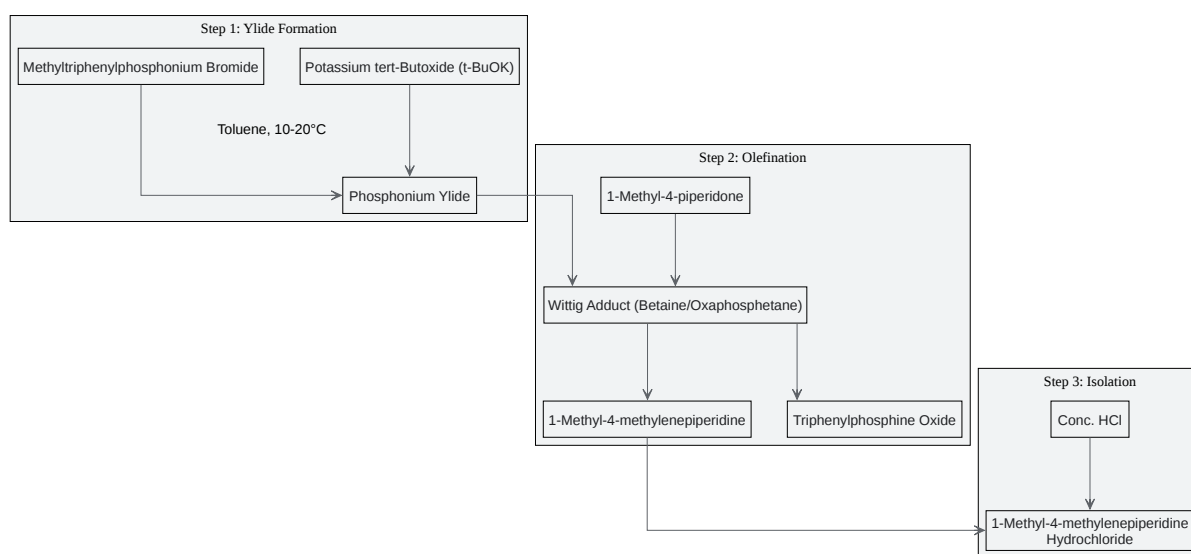 Step 1: Ylide Formation
Methyltriphenylphosphonium Bromide
Potassium tert-Butoxide (t-BuOK)
Toluene, 10-20°C
Phosphonium Ylide
Step 2: Olefination
1-Methyl-4-piperidone
Wittig Adduct (Betaine/Oxaphosphetane)
1-Methyl-4-methylenepiperidine
Triphenylphosphine Oxide
Step 3: Isolation
Conc. HCl
1-Methyl-4-methylenepiperidine
Hydrochloride